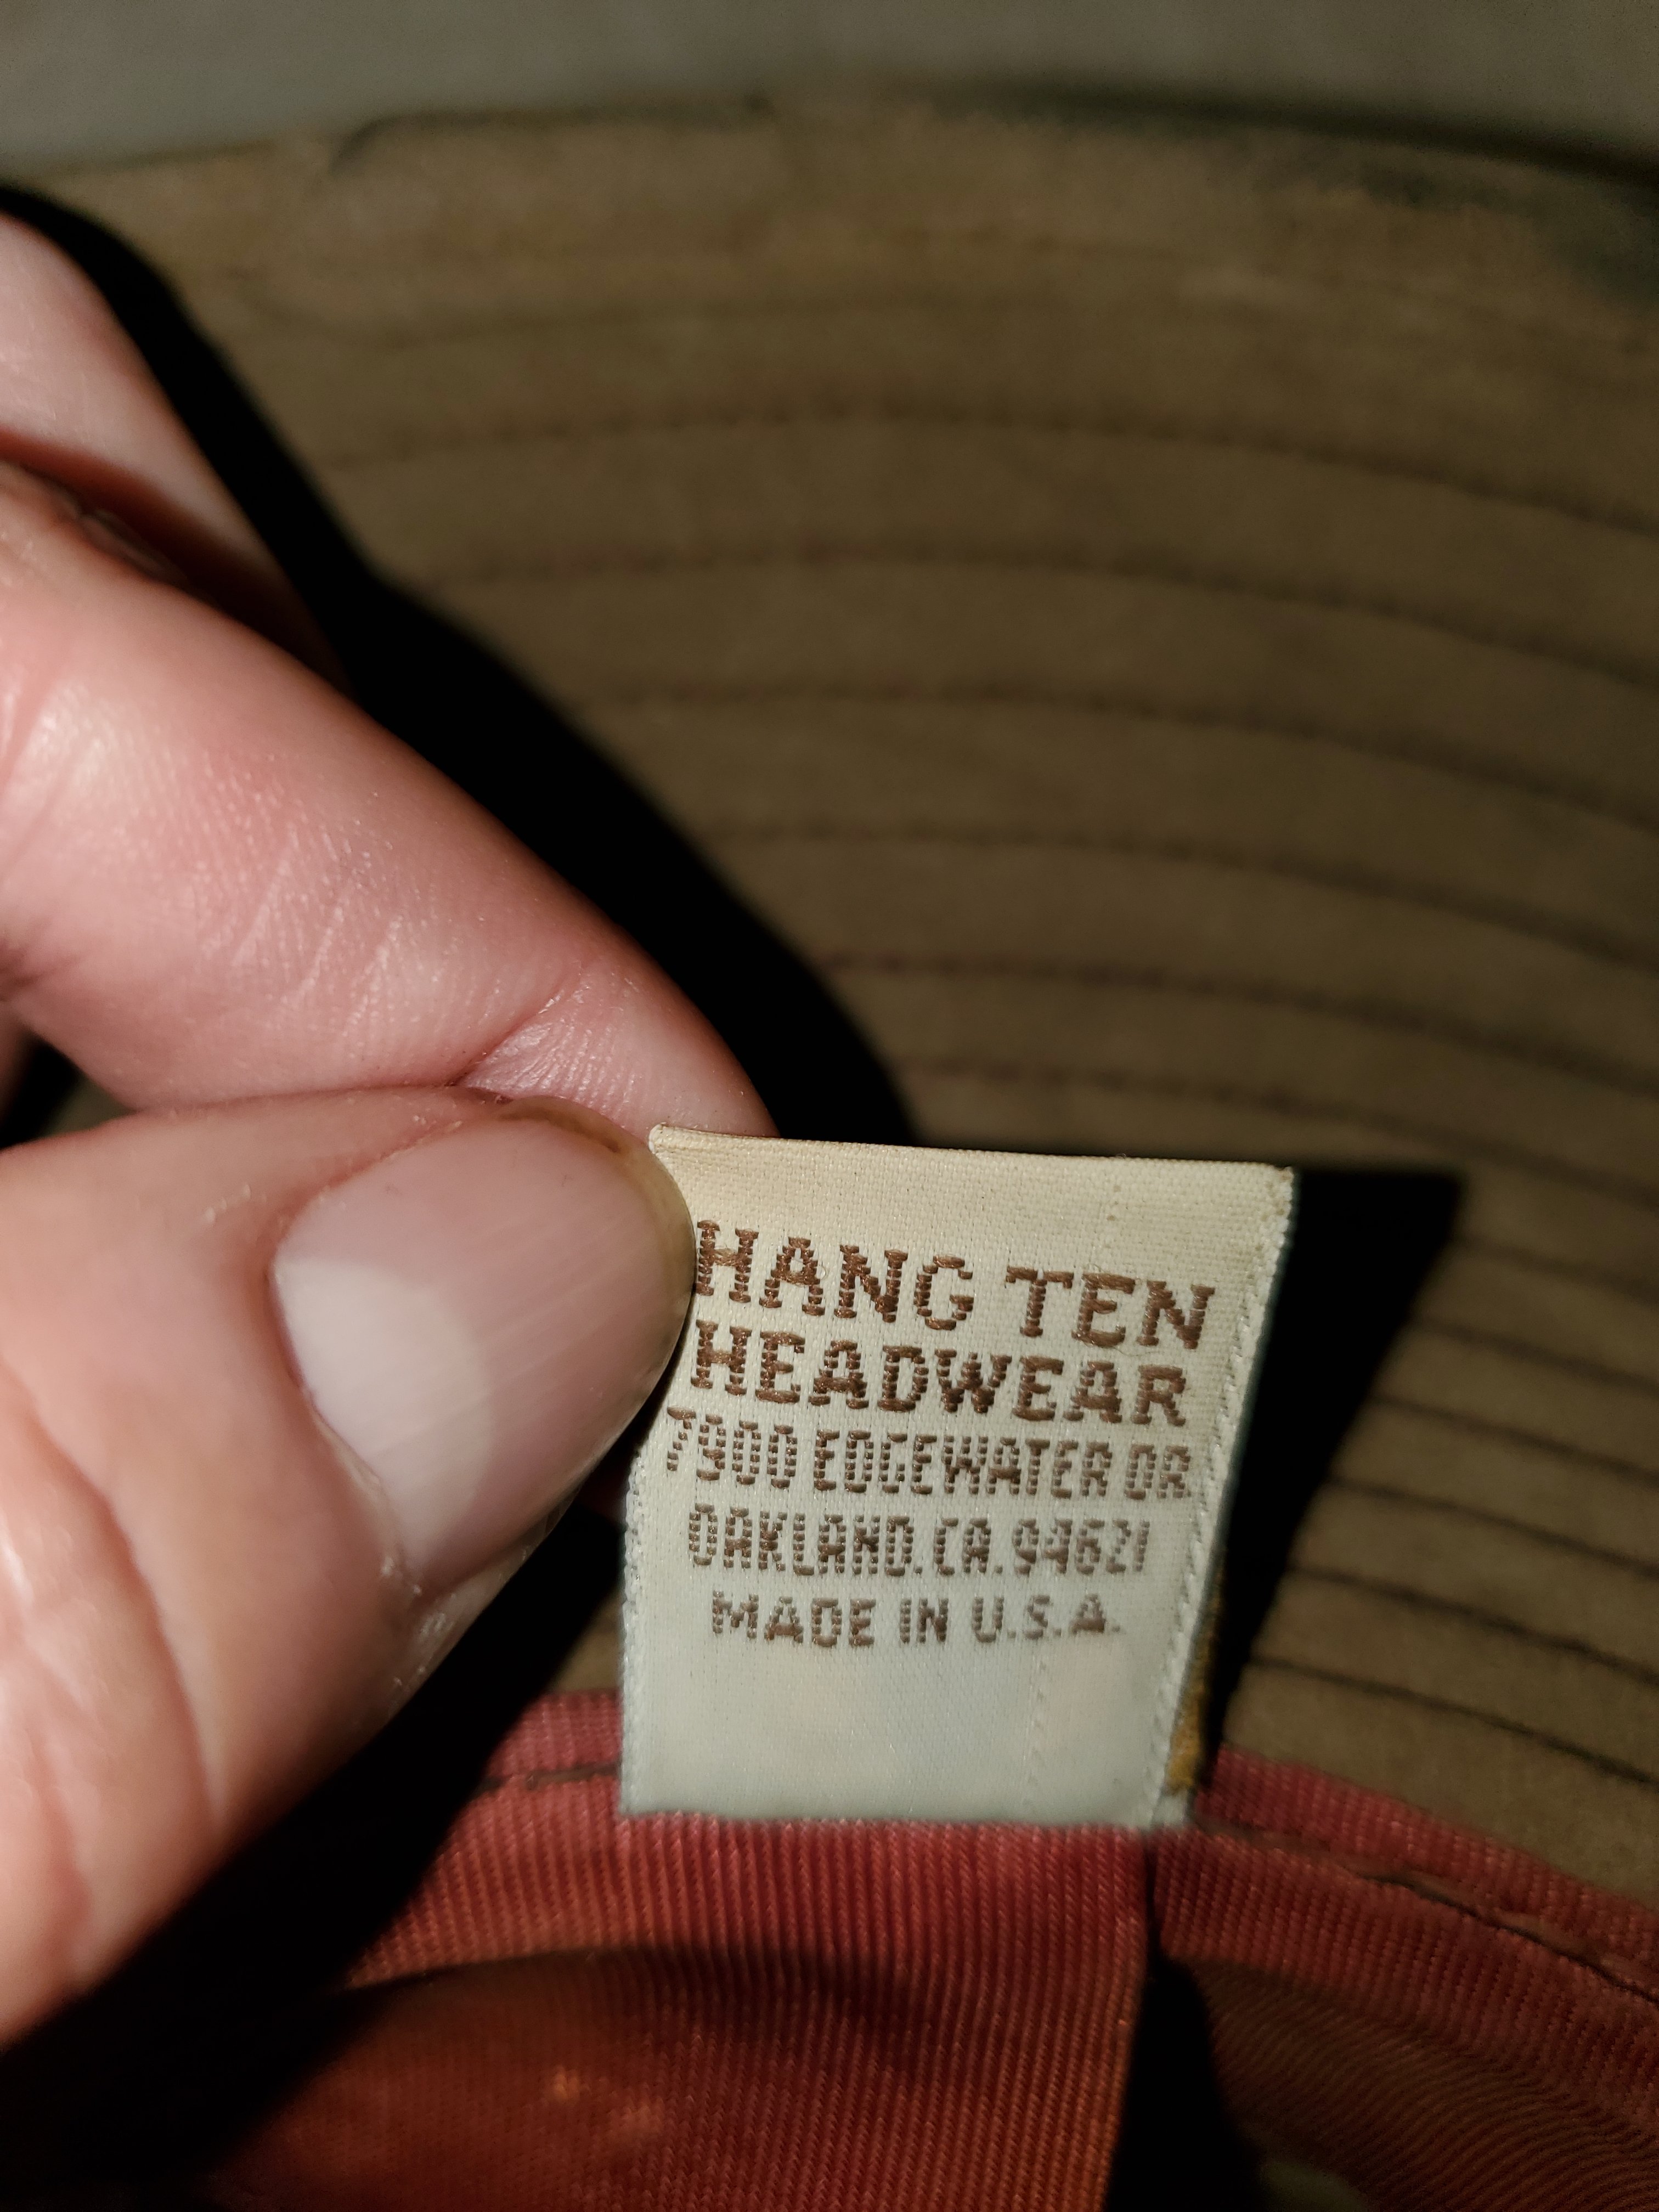 HANG TEN
HEADWEAR
7900 EDGEWATER DR.
OAKLAND. CA. 94621
MADE IN U.S.A.